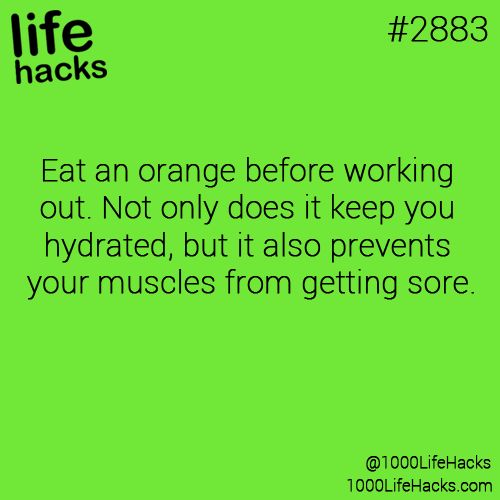 life
hacks
#2883
Eat an orange before working
out. Not only does it keep you
hydrated, but it also prevents
your muscles from getting sore.
@1000LifeHacks
1000LifeHacks.com